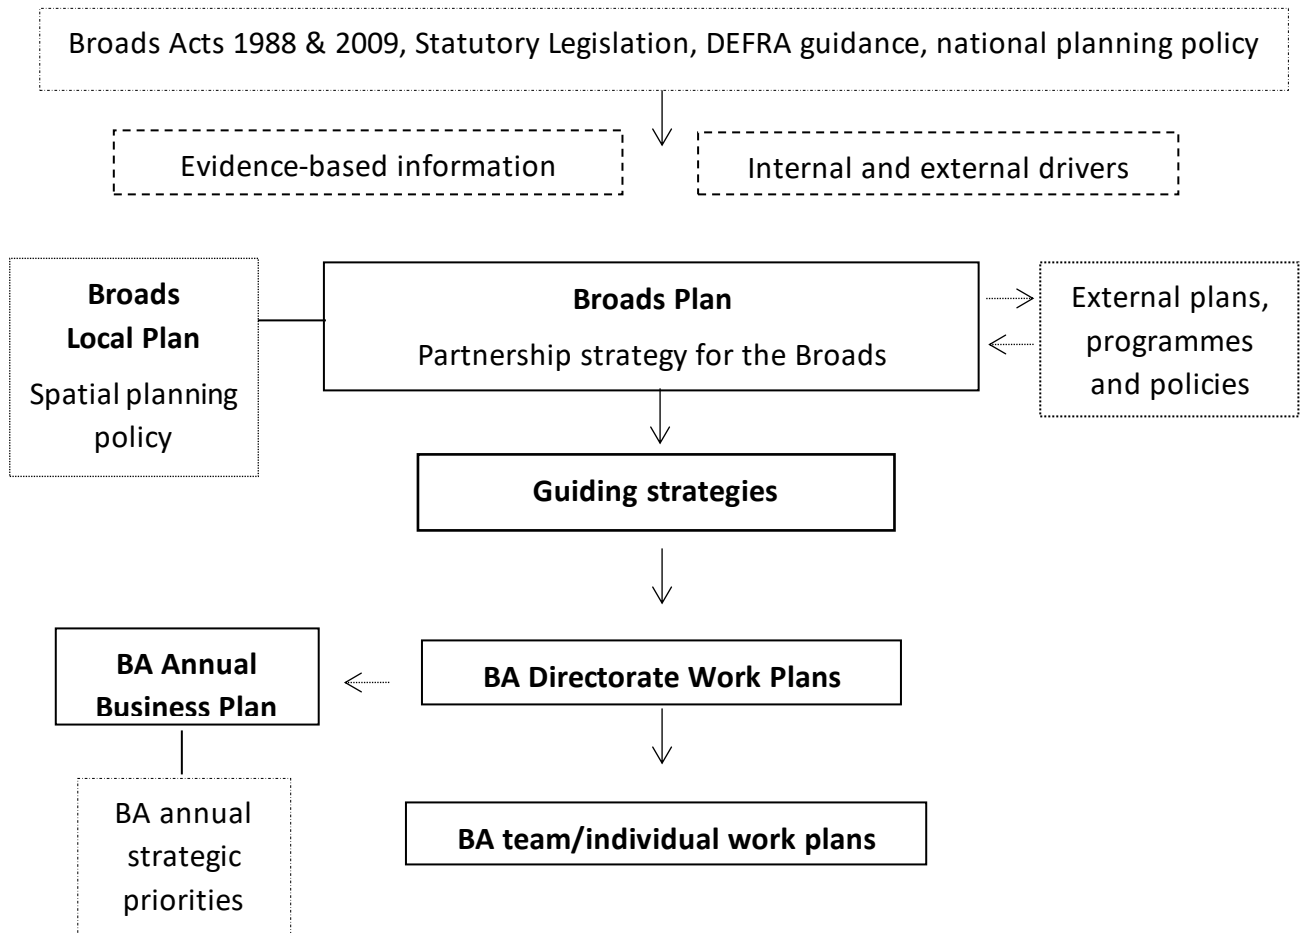 Broads Acts 1988 & 2009, Statutory Legislation, DEFRA guidance, national planning policy
Evidence-based information
Internal and external drivers
Broads
Local Plan
Spatial planning
policy
Broads Plan
Partnership strategy for the Broads
External plans,
programmes
and policies
Guiding strategies
BA Annual
Business Plan
BA Directorate Work Plans
BA annual
strategic
priorities
BA team/individual work plans